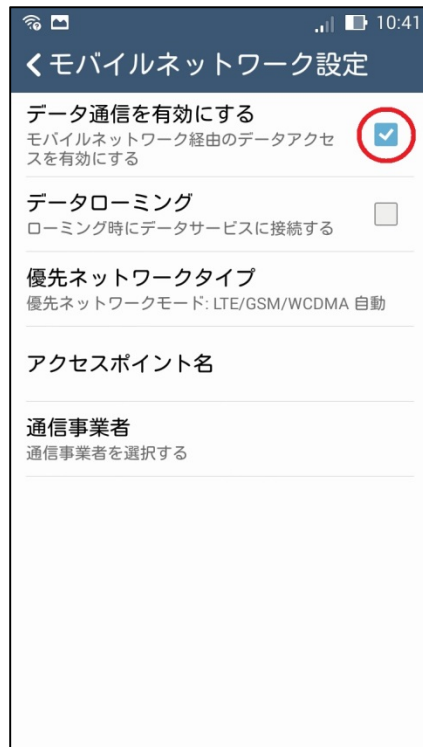 10:41
モバイルネットワーク設定
データ通信を有効にする
モバイルネットワーク経由のデータアクセ
スを有効にする
データローミング
ローミング時にデータサービスに接続する
優先ネットワークタイプ
優先ネットワークモード: LTE/GSM/WCDMA 自動
アクセスポイント名
通信事業者
通信事業者を選択する